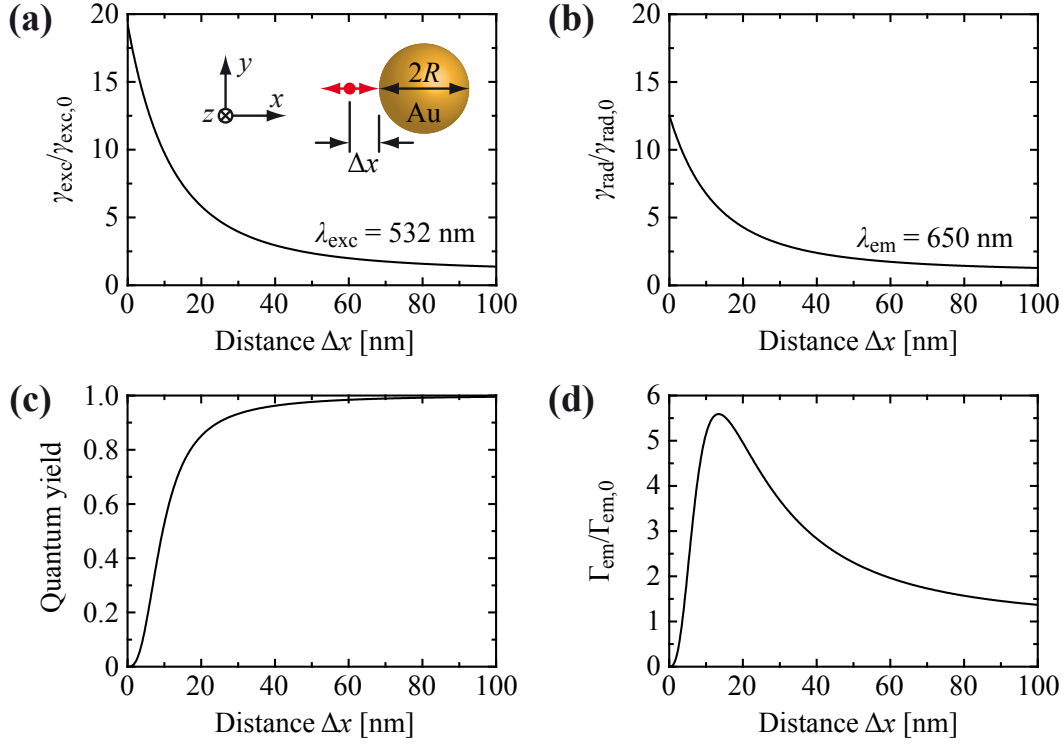 (a)
20
15
10
5
0
γexc/γexc,0
y
x
z
2R
Au
Δx
λexc = 532 nm
0 20 40 60 80 100
Distance Δx [nm]
(b)
20
15
10
5
0
γrad/γrad,0
λem = 650 nm
0 20 40 60 80 100
Distance Δx [nm]
(c)
1.0
0.8
0.6
0.4
0.2
0
Quantum yield
0 20 40 60 80 100
Distance Δx [nm]
(d)
6
5
4
3
2
1
0
Γem/Γem,0
0 20 40 60 80 100
Distance Δx [nm]